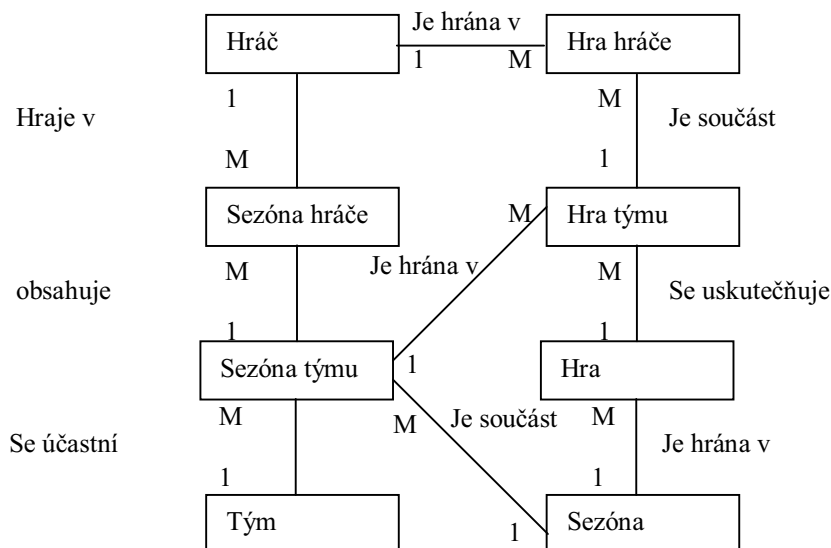 Je hrána v
Hráč
Hra hráče
1 M
1 M
Hraje v
Je součást
M 1
Sezóna hráče
M
Hra týmu
M M
Je hrána v
obsahuje
Se uskutečňuje
1 1
Sezóna týmu
1
Hra
M M M
Je součást
Se účastní
Je hrána v
1 1
Tým
1
Sezóna